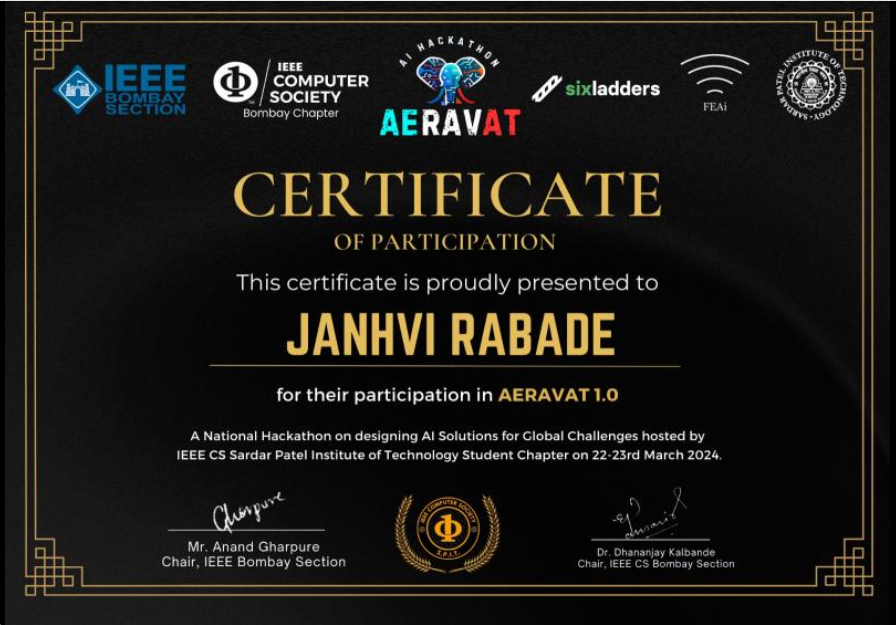 IEEE
BOMBAY
SECTION
IEEE
COMPUTER
SOCIETY
Bombay Chapter
AI HACKATHON
AERAVAT
sixladders
FEAi
SARDAR PATEL INSTITUTE OF TECHNOLOGY
CERTIFICATE
OF PARTICIPATION
This certificate is proudly presented to
JANHVI RABADE
for their participation in AERAVAT 1.0
A National Hackathon on designing AI Solutions for Global Challenges hosted by
IEEE CS Sardar Patel Institute of Technology Student Chapter on 22-23rd March 2024.
Gharpure
Mr. Anand Gharpure
Chair, IEEE Bombay Section
IEEE COMPUTER SOCIETY
S.P.I.T.
Dr. Dhananjay Kalbande
Chair, IEEE CS Bombay Section